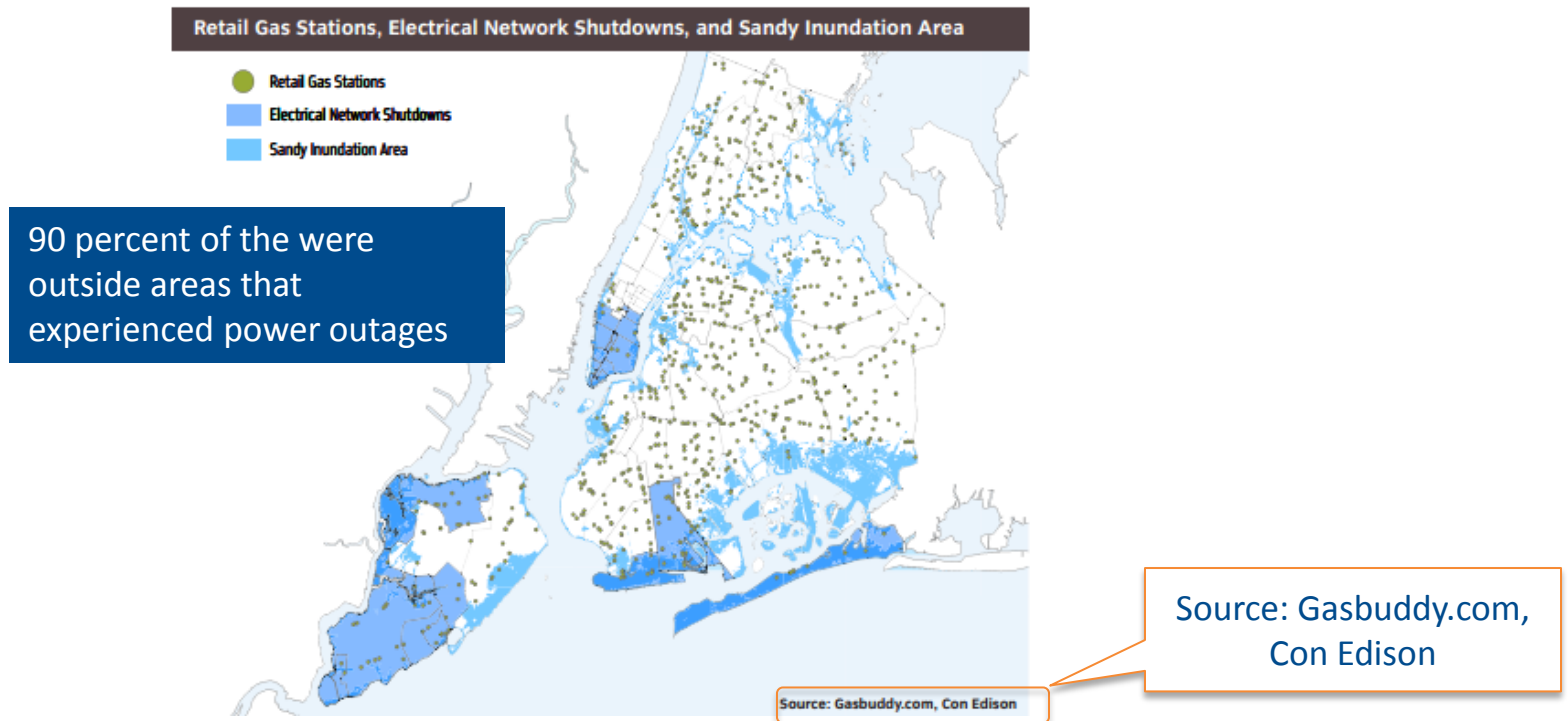 Retail Gas Stations, Electrical Network Shutdowns, and Sandy Inundation Area
Retail Gas Stations
Electrical Network Shutdowns
Sandy Inundation Area
90 percent of the were
outside areas that
experienced power outages
Source: Gasbuddy.com,
Con Edison
Source: Gasbuddy.com, Con Edison